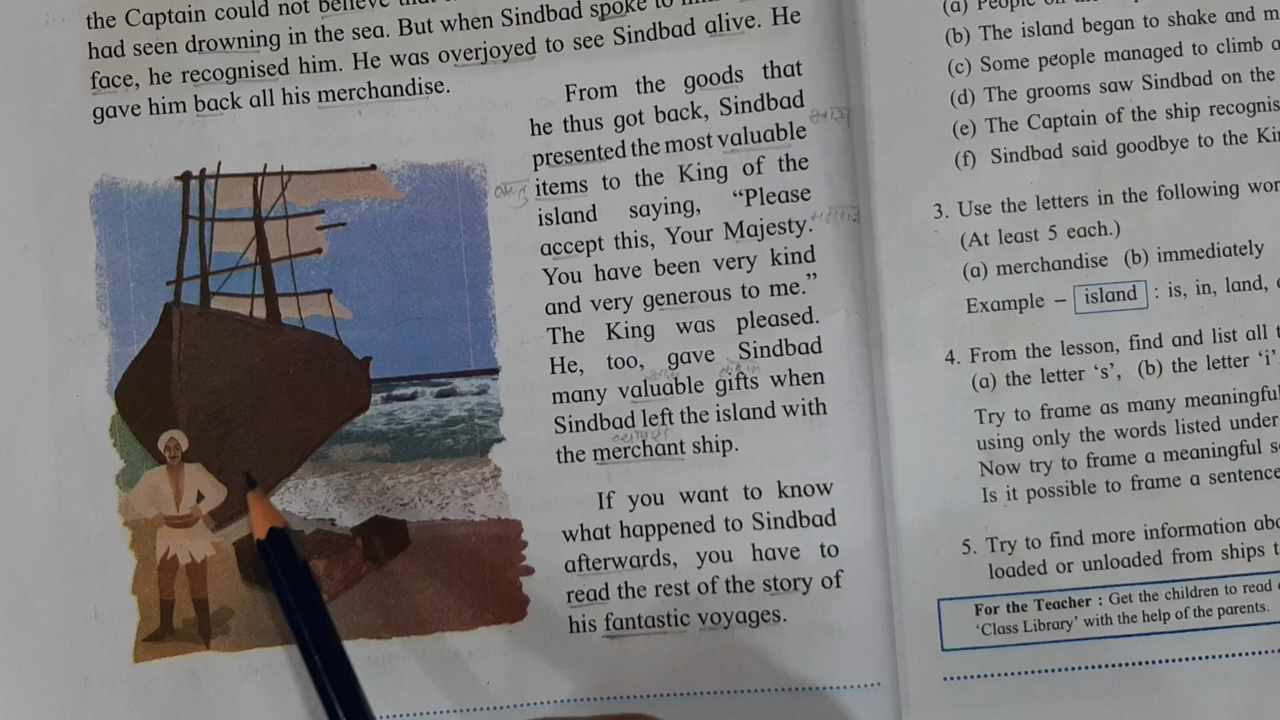 the Captain could not believe that
had seen drowning in the sea. But when Sindbad spoke to
face, he recognised him. He was overjoyed to see Sindbad alive. He
gave him back all his merchandise.
From the goods that
he thus got back, Sindbad
presented the most valuable
items to the King of the
island saying, “Please
accept this, Your Majesty.
You have been very kind
and very generous to me.”
The King was pleased.
He, too, gave Sindbad
many valuable gifts when
Sindbad left the island with
the merchant ship.
If you want to know
what happened to Sindbad
afterwards, you have to
read the rest of the story of
his fantastic voyages.
(a) People on
(b) The island began to shake and
(c) Some people managed to climb
(d) The grooms saw Sindbad on the
(e) The Captain of the ship
(f) Sindbad said goodbye to the
3. Use the letters in the following
(At least 5 each.)
(a) merchandise (b) immediately
Example – island : is, in, land,
4. From the lesson, find and list all
(a) the letter ‘s’, (b) the letter ‘i’
Try to frame as many
using only the words listed under
Now try to frame a meaningful
Is it possible to frame a sentence
5. Try to find more information
loaded or unloaded from ships
For the Teacher : Get the children to read
‘Class Library’ with the help of the parents.